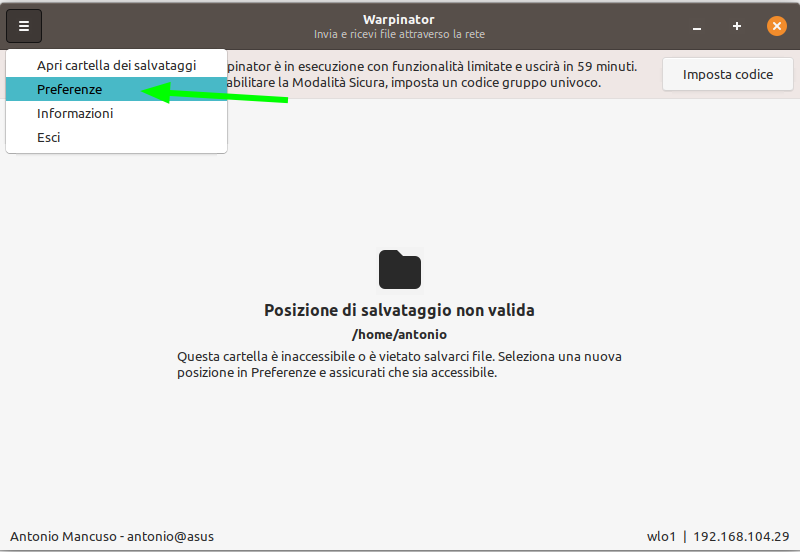 Warpinator
Invia e ricevi file attraverso la rete
Apri cartella dei salvataggi
Preferenze
Informazioni
Esci
pinator è in esecuzione con funzionalità limitate e uscirà in 59 minuti.
abilitare la Modalità Sicura, imposta un codice gruppo univoco.
Imposta codice
Posizione di salvataggio non valida
/home/antonio
Questa cartella è inaccessibile o è vietato salvarci file. Seleziona una nuova
posizione in Preferenze e assicurati che sia accessibile.
Antonio Mancuso - antonio@asus
wlo1 | 192.168.104.29